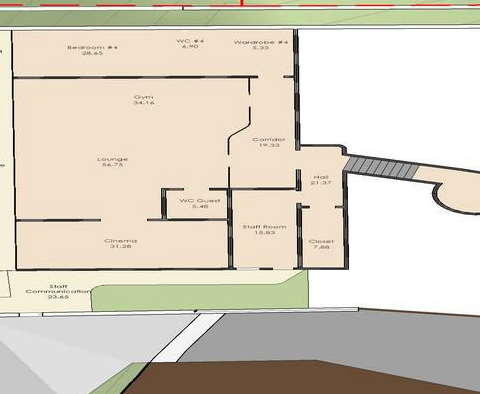 Bedroom #4
28.65
WC #4
6.90
Wardrobe #4
5.33
Gym
34.16
Corridor
19.33
Lounge
56.75
Hall
21.37
WC Guest
5.48
Staff Room
15.83
Cinema
31.28
Closet
7.88
Staff
Communication
23.65